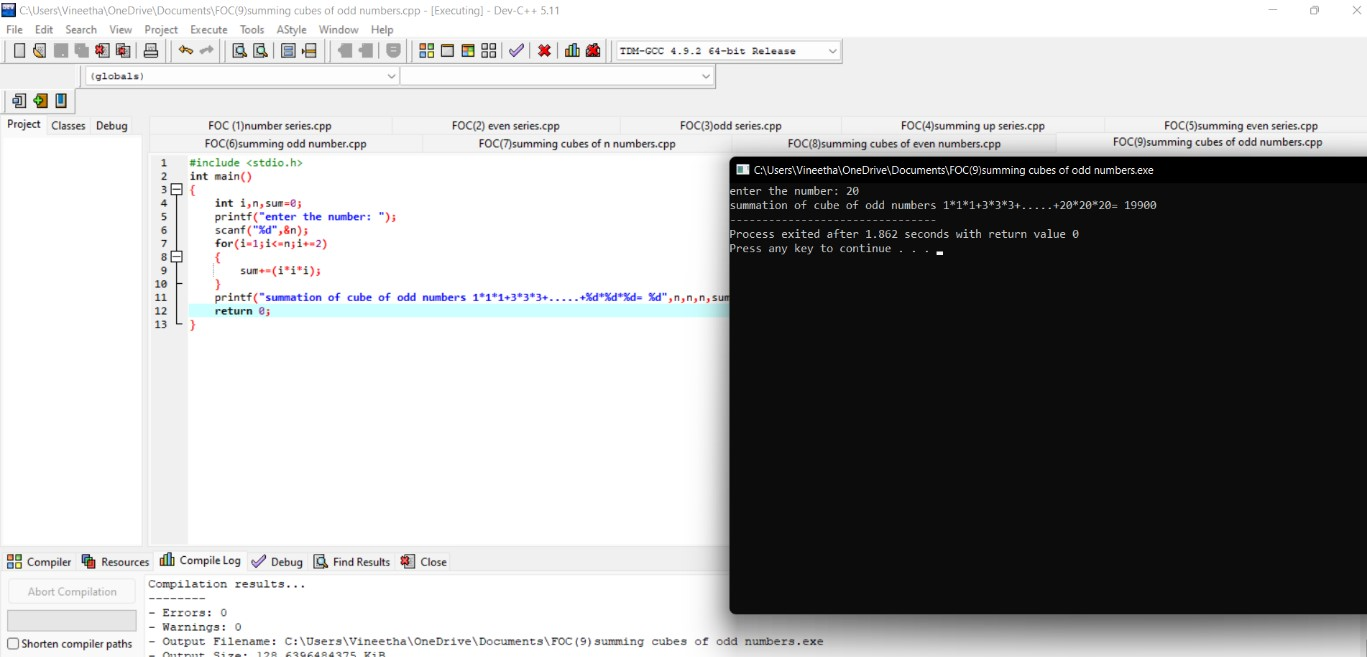 C:\Users\Vineetha\OneDrive\Documents\FOC(9)summing cubes of odd numbers.cpp - [Executing] - Dev-C++ 5.11
File Edit Search View Project Execute Tools AStyle Window Help
TDM-GCC 4.9.2 64-bit Release
(globals)
Project Classes Debug
FOC (1)number series.cpp FOC(2) even series.cpp FOC(3)odd series.cpp FOC(4)summing up series.cpp FOC(5)summing even series.cpp
FOC(6)summing odd number.cpp FOC(7)summing cubes of n numbers.cpp FOC(8)summing cubes of even numbers.cpp FOC(9)summing cubes of odd numbers.cpp
1 #include <stdio.h>
2 int main()
3 {
4 int i,n,sum=0;
5 printf("enter the number: ");
6 scanf("%d",&n);
7 for(i=1;i<=n;i+=2)
8 {
9 sum+=(i*i*i);
10 }
11 printf("summation of cube of odd numbers 1*1*1+3*3*3+.....+%d*%d*%d= %d",n,n,n,sum
12 return 0;
13 }
C:\Users\Vineetha\OneDrive\Documents\FOC(9)summing cubes of odd numbers.exe
enter the number: 20
summation of cube of odd numbers 1*1*1+3*3*3+.....+20*20*20= 19900
--------------------------------
Process exited after 1.862 seconds with return value 0
Press any key to continue . . .
Compiler Resources Compile Log Debug Find Results Close
Abort Compilation
Shorten compiler paths
Compilation results...
--------
- Errors: 0
- Warnings: 0
- Output Filename: C:\Users\Vineetha\OneDrive\Documents\FOC(9)summing cubes of odd numbers.exe
- Output Size: 128.6396484375 KiB